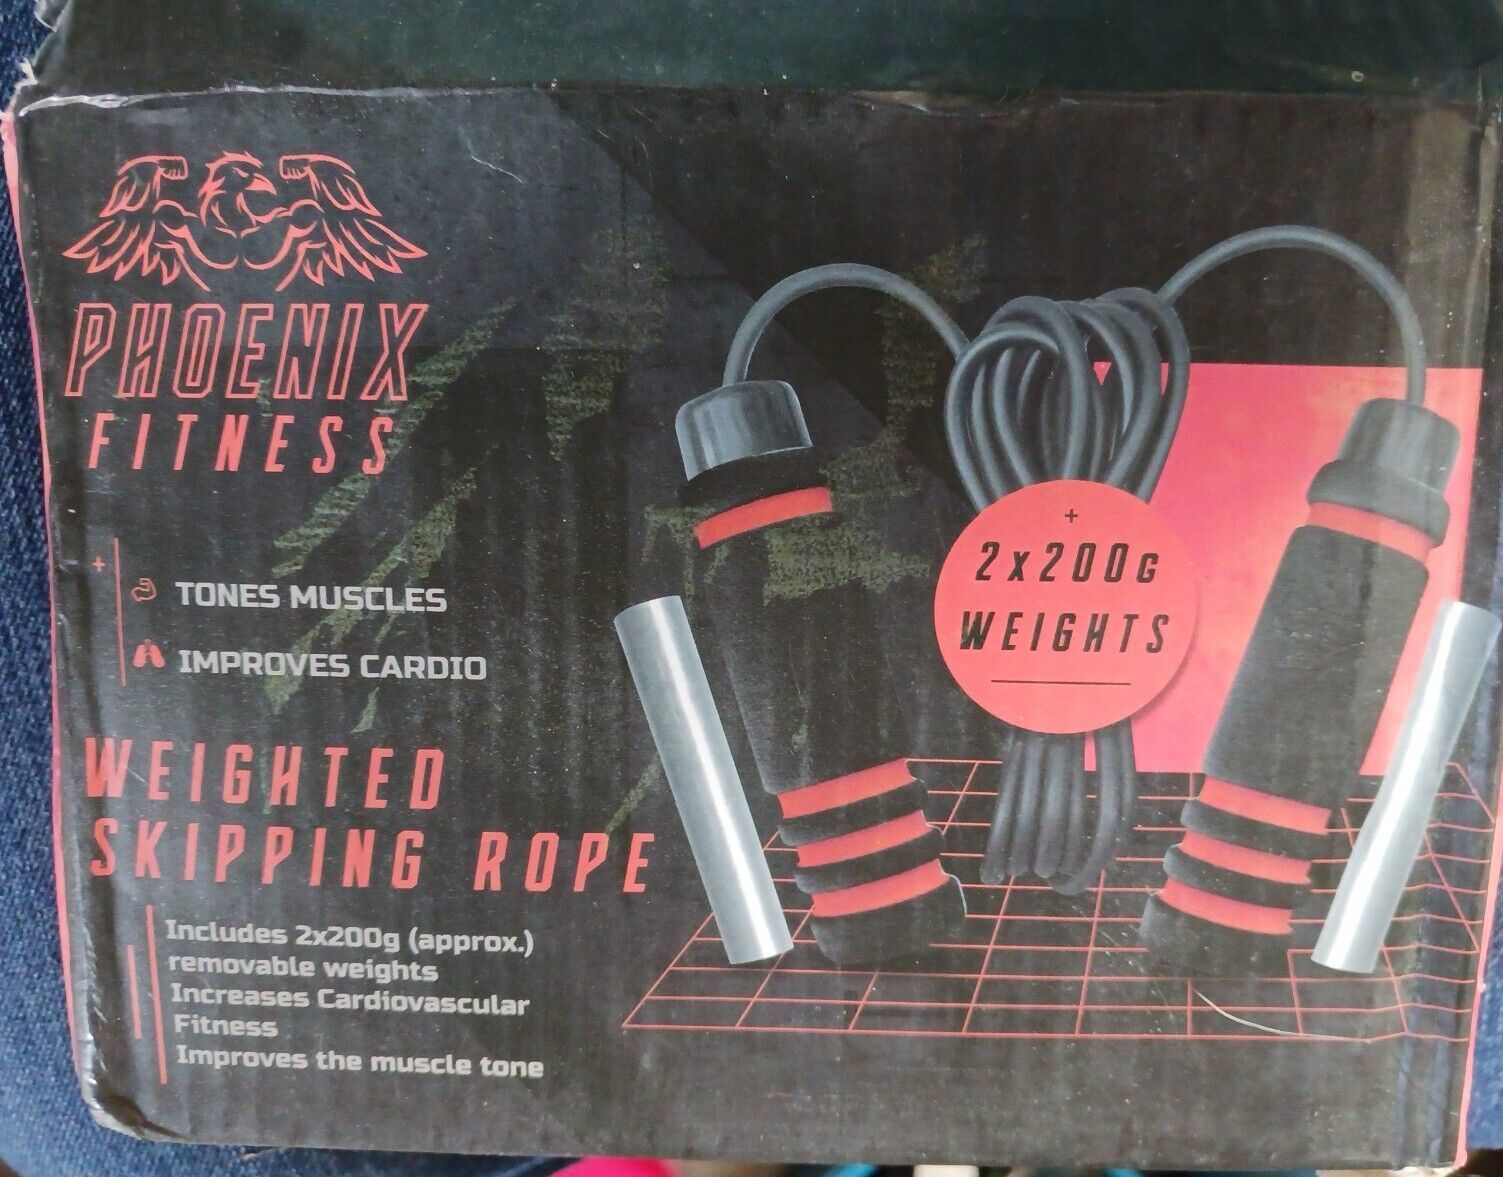 PHOENIX
FITNESS
+
TONES MUSCLES
IMPROVES CARDIO
WEIGHTED
SKIPPING ROPE
Includes 2x200g (approx.)
removable weights
Increases Cardiovascular
Fitness
Improves the muscle tone
+
2x200G
WEIGHTS